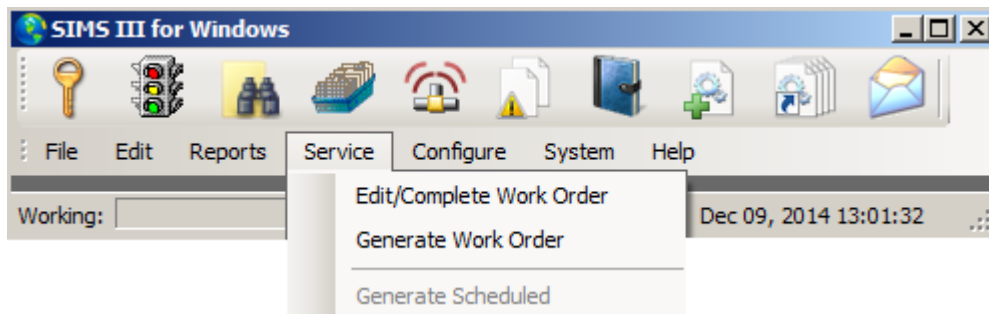 SIMS III for Windows
File Edit Reports Service Configure System Help
Edit/Complete Work Order
Working: Dec 09, 2014 13:01:32
Generate Work Order
Generate Scheduled